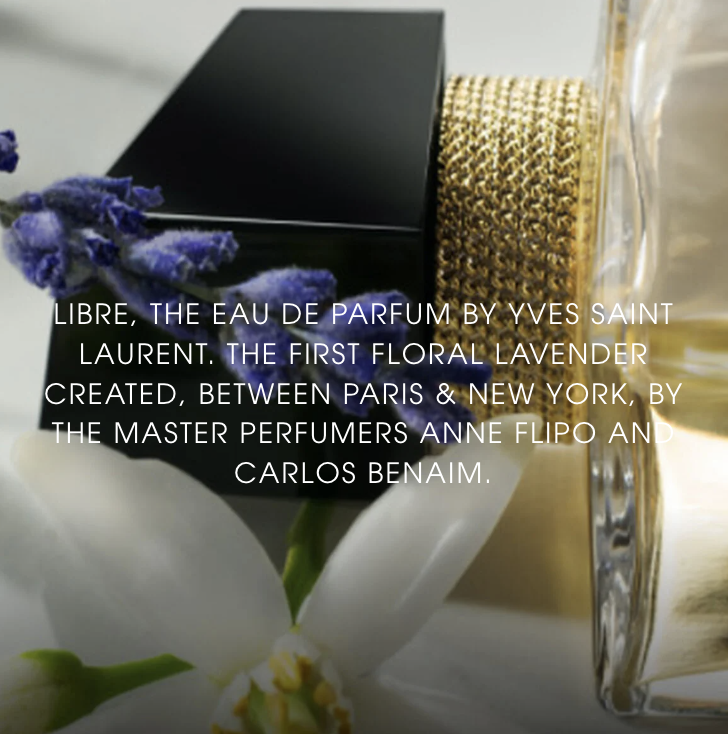 LIBRE, THE EAU DE PARFUM BY YVES SAINT
LAURENT. THE FIRST FLORAL LAVENDER
CREATED, BETWEEN PARIS & NEW YORK, BY
THE MASTER PERFUMERS ANNE FLIPO AND
CARLOS BENAIM.